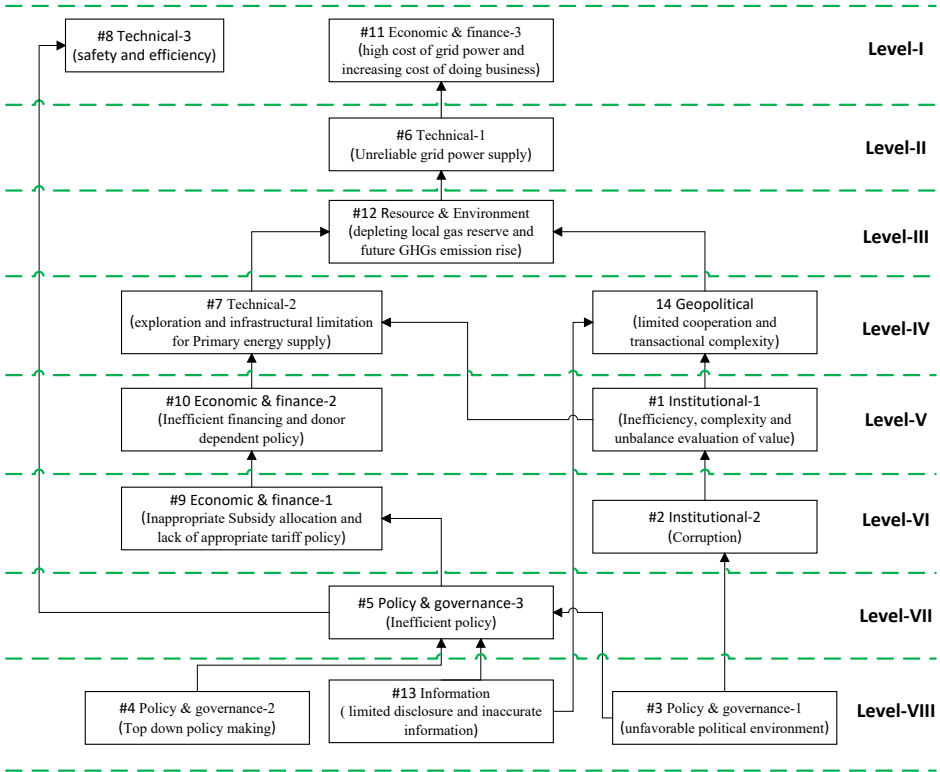 #8 Technical-3
(safety and efficiency)
#11 Economic & finance-3
(high cost of grid power and
increasing cost of doing business)
Level-I
#6 Technical-1
(Unreliable grid power supply)
Level-II
#12 Resource & Environment
(depleting local gas reserve and
future GHGs emission rise)
Level-III
#7 Technical-2
(exploration and infrastructural limitation
for Primary energy supply)
14 Geopolitical
(limited cooperation and
transactional complexity)
Level-IV
#10 Economic & finance-2
(Inefficient financing and donor
dependent policy)
#1 Institutional-1
(Inefficiency, complexity and
unbalance evaluation of value)
Level-V
#9 Economic & finance-1
(Inappropriate Subsidy allocation and
lack of appropriate tariff policy)
#2 Institutional-2
(Corruption)
Level-VI
#5 Policy & governance-3
(Inefficient policy)
Level-VII
#4 Policy & governance-2
(Top down policy making)
#13 Information
( limited disclosure and inaccurate
information)
#3 Policy & governance-1
(unfavorable political environment)
Level-VIII